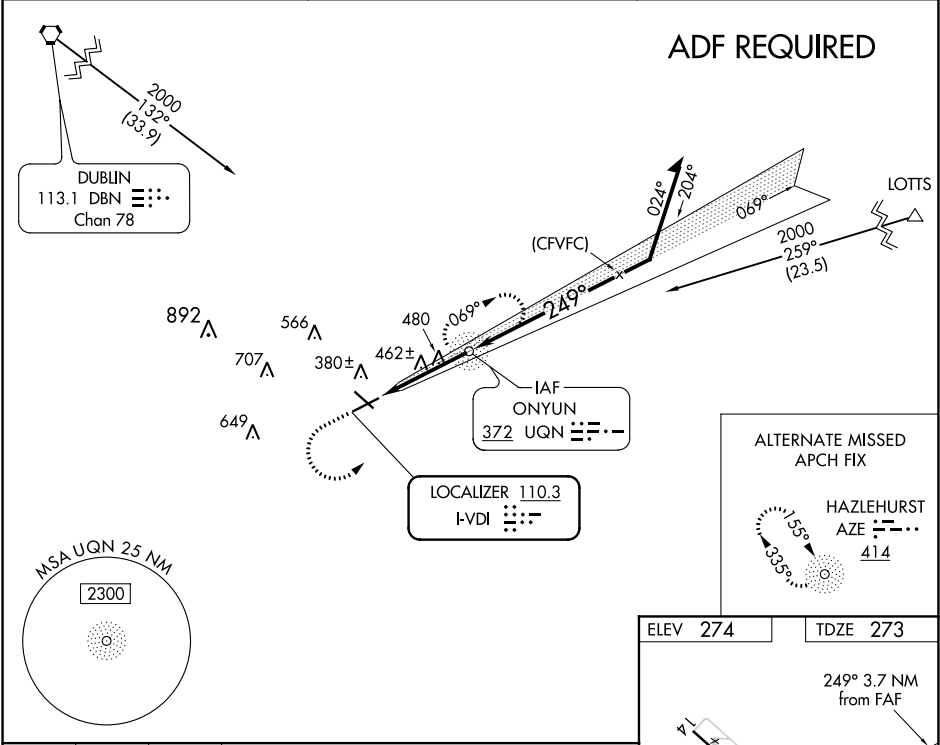 ADF REQUIRED
2000
132°
(33.9)
DUBLIN
113.1 DBN
Chan 78
024°
204°
069°
LOTTS
(CFVFC)
2000
259°
(23.5)
249°
892
566
480
069°
707
380±
462±
649
IAF
ONYUN
372 UQN
LOCALIZER 110.3
I-VDI
ALTERNATE MISSED
APCH FIX
HAZLEHURST
AZE
414
155°
335°
MSA UQN 25 NM
2300
ELEV 274
TDZE 273
249° 3.7 NM
from FAF
14